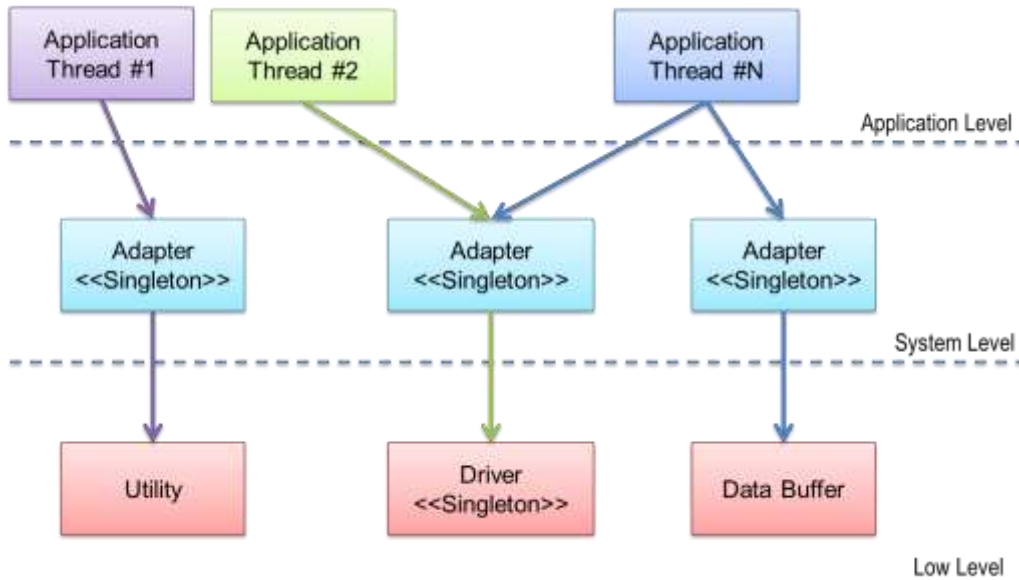 Application
Thread #1
Application
Thread #2
Application
Thread #N
Application Level
Adapter
<<Singleton>>
Adapter
<<Singleton>>
Adapter
<<Singleton>>
System Level
Utility
Driver
<<Singleton>>
Data Buffer
Low Level